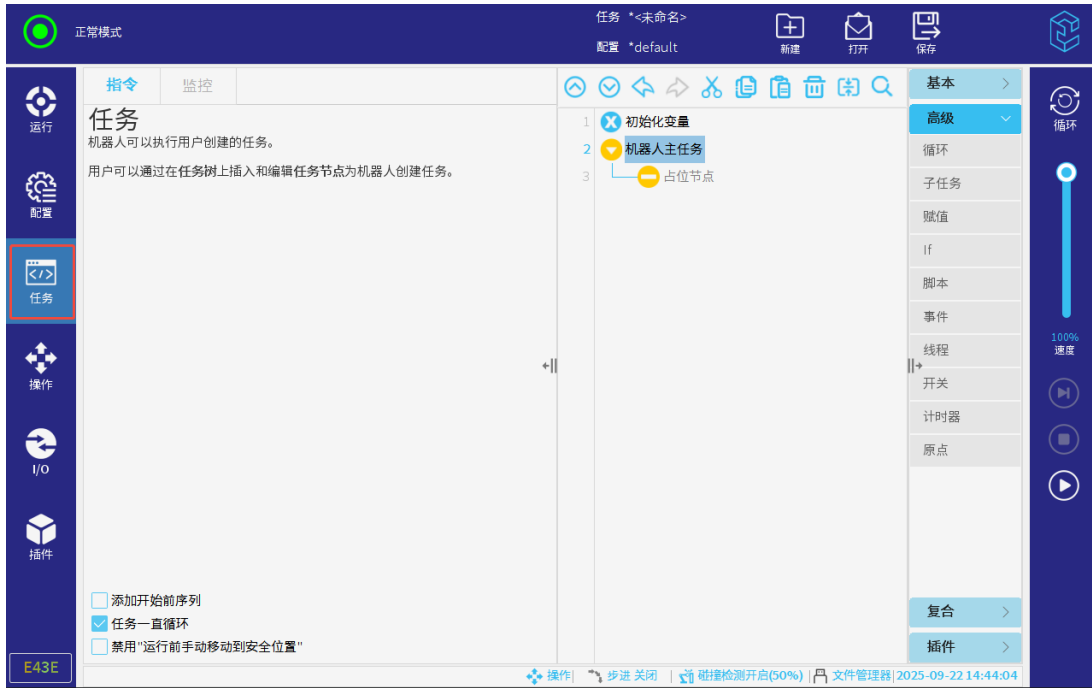 正常模式
任务 *<未命名>
配置 *default
新建
打开
保存
运行
配置
任务
操作
I/O
插件
E43E
指令
监控
任务
机器人可以执行用户创建的任务。
用户可以通过在任务树上插入和编辑任务节点为机器人创建任务。
添加开始前序列
任务一直循环
禁用"运行前手动移动到安全位置"
1 初始化变量
2 机器人主任务
3 占位节点
基本
高级
循环
子任务
赋值
If
脚本
事件
线程
开关
计时器
原点
复合
插件
循环
100%
速度
操作| 步进 关闭 | 碰撞检测开启(50%) | 文件管理器| 2025-09-22 14:44:04